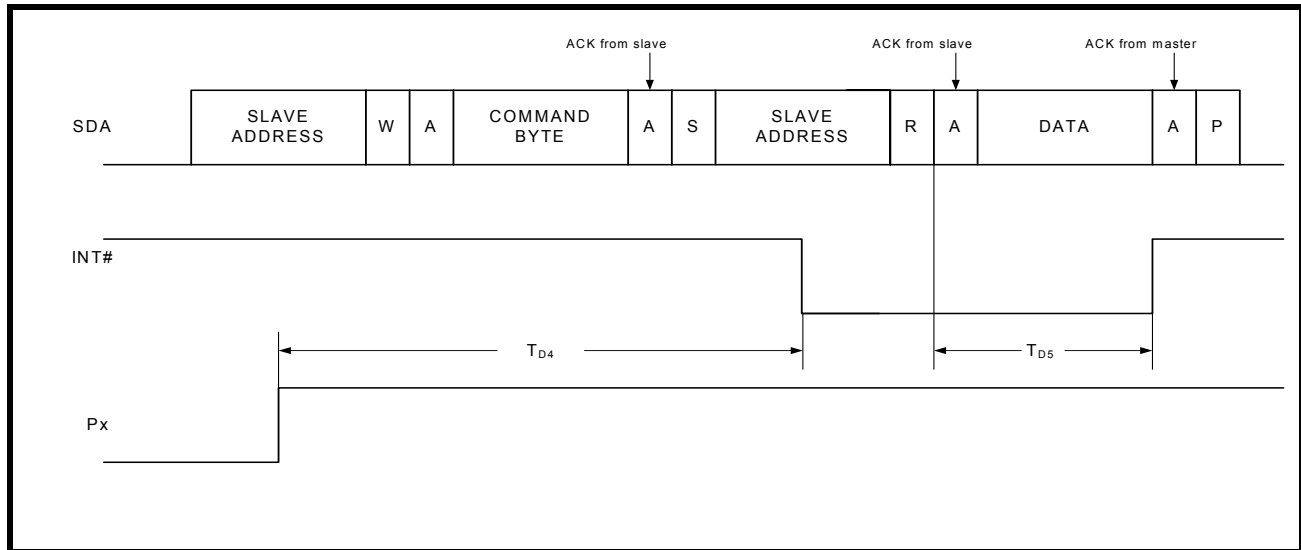 ACK from slave
ACK from slave
ACK from master
SDA
SLAVE
ADDRESS
W
A
COMMAND
BYTE
A
S
SLAVE
ADDRESS
R
A
DATA
A
P
INT#
TD4
TD5
Px